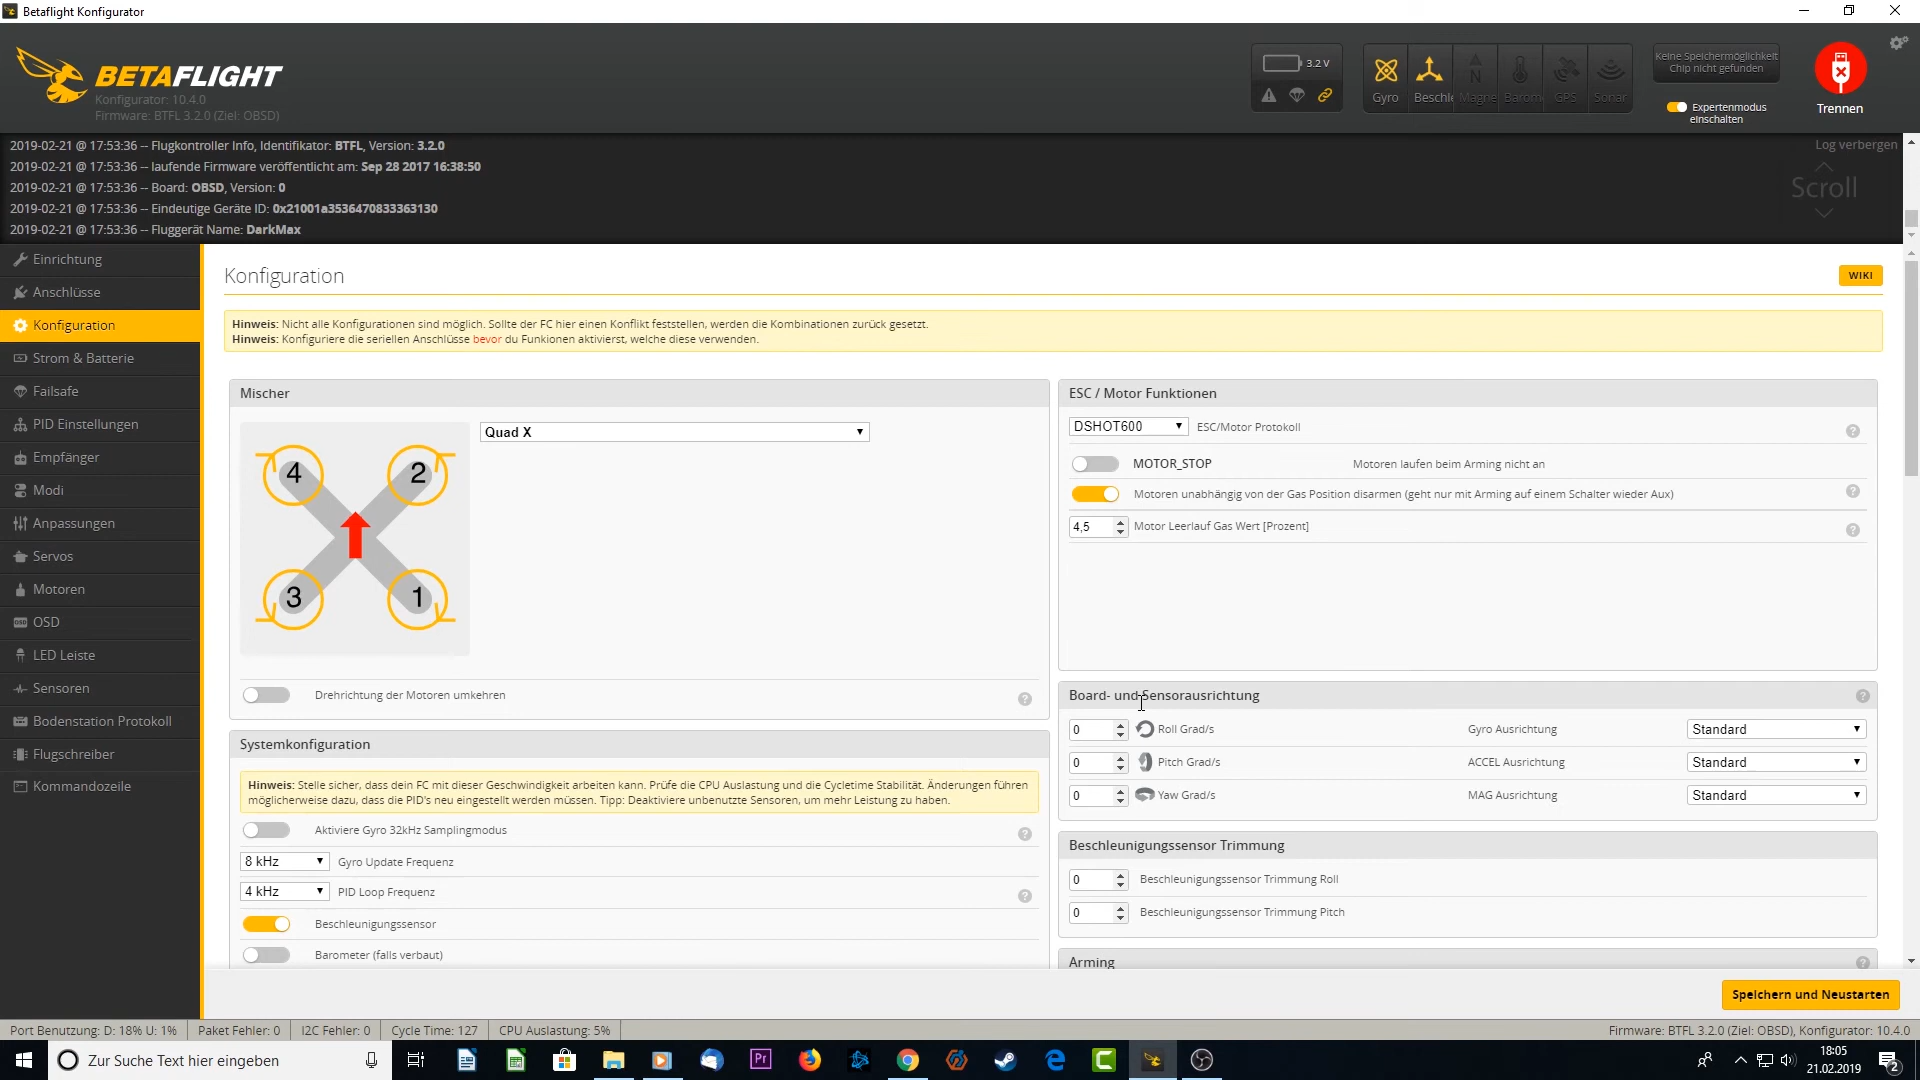 Betaflight Konfigurator
BETAFLIGHT
Konfigurator: 10.4.0
Firmware: BTFL 3.2.0 (Ziel: OBSD)
3.2 V
Gyro
Beschle
Magne
Barom
GPS
Sonar
Keine Speichermöglichkeit
Chip nicht gefunden
Expertenmodus
einschalten
Trennen
2019-02-21 @ 17:53:36 -- Flugkontroller Info, Identifikator: BTFL, Version: 3.2.0
2019-02-21 @ 17:53:36 -- laufende Firmware veröffentlicht am: Sep 28 2017 16:38:50
2019-02-21 @ 17:53:36 -- Board: OBSD, Version: 0
2019-02-21 @ 17:53:36 -- Eindeutige Geräte ID: 0x21001a3536470833363130
2019-02-21 @ 17:53:36 -- Fluggerät Name: DarkMax
Log verbergen
Scroll
Einrichtung
Anschlüsse
Konfiguration
Strom & Batterie
Failsafe
PID Einstellungen
Empfänger
Modi
Anpassungen
Servos
Motoren
OSD
LED Leiste
Sensoren
Bodenstation Protokoll
Flugschreiber
Kommandozeile
Konfiguration
WIKI
Hinweis: Nicht alle Konfigurationen sind möglich. Sollte der FC hier einen Konflikt feststellen, werden die Kombinationen zurück gesetzt.
Hinweis: Konfiguriere die seriellen Anschlüsse bevor du Funkionen aktivierst, welche diese verwenden.
Mischer
Quad X
4
2
3
1
Drehrichtung der Motoren umkehren
Systemkonfiguration
Hinweis: Stelle sicher, dass dein FC mit dieser Geschwindigkeit arbeiten kann. Prüfe die CPU Auslastung und die Cycletime Stabilität. Änderungen führen
möglicherweise dazu, dass die PID's neu eingestellt werden müssen. Tipp: Deaktiviere unbenutzte Sensoren, um mehr Leistung zu haben.
Aktiviere Gyro 32kHz Samplingmodus
8 kHz Gyro Update Frequenz
4 kHz PID Loop Frequenz
Beschleunigungssensor
Barometer (falls verbaut)
ESC / Motor Funktionen
DSHOT600 ESC/Motor Protokoll
MOTOR_STOP Motoren laufen beim Arming nicht an
Motoren unabhängig von der Gas Position disarmen (geht nur mit Arming auf einem Schalter wieder Aux)
4,5 Motor Leerlauf Gas Wert [Prozent]
Board- und Sensorausrichtung
0 Roll Grad/s Gyro Ausrichtung Standard
0 Pitch Grad/s ACCEL Ausrichtung Standard
0 Yaw Grad/s MAG Ausrichtung Standard
Beschleunigungssensor Trimmung
0 Beschleunigungssensor Trimmung Roll
0 Beschleunigungssensor Trimmung Pitch
Arming
Speichern und Neustarten
Port Benutzung: D: 18% U: 1% Paket Fehler: 0 I2C Fehler: 0 Cycle Time: 127 CPU Auslastung: 5% Firmware: BTFL 3.2.0 (Ziel: OBSD), Konfigurator: 10.4.0
Zur Suche Text hier eingeben
Pr
18:05
21.02.2019
2